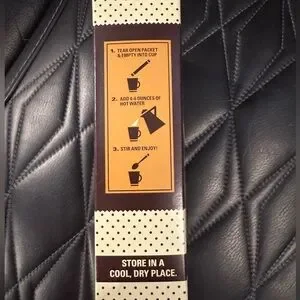 1. TEAR OPEN PACKET
& EMPTY INTO CUP
2. ADD 4-6 OUNCES OF
HOT WATER
3. STIR AND ENJOY!
STORE IN A
COOL, DRY PLACE.